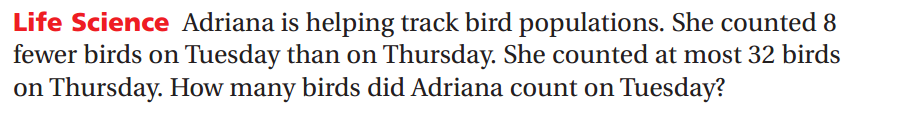 Life Science Adriana is helping track bird populations. She counted 8
fewer birds on Tuesday than on Thursday. She counted at most 32 birds
on Thursday. How many birds did Adriana count on Tuesday?